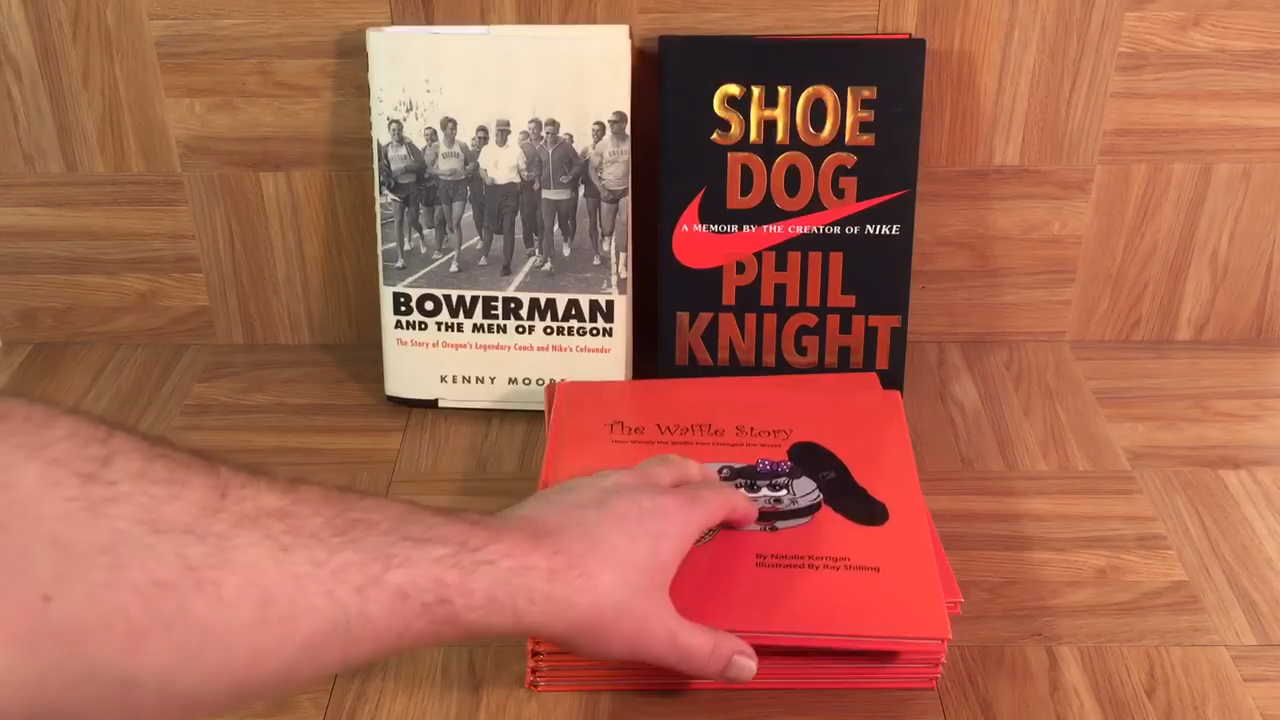 BOWERMAN
AND THE MEN OF OREGON
The Story of Oregon's Legendary Coach and Nike's Cofounder
KENNY MOORE
SHOE
DOG
A MEMOIR BY THE CREATOR OF NIKE
PHIL
KNIGHT
The Waffle Story
How Wendy the Waffle Iron Changed the World
By Natalie Kerrigan
Illustrated By Ray Shilling